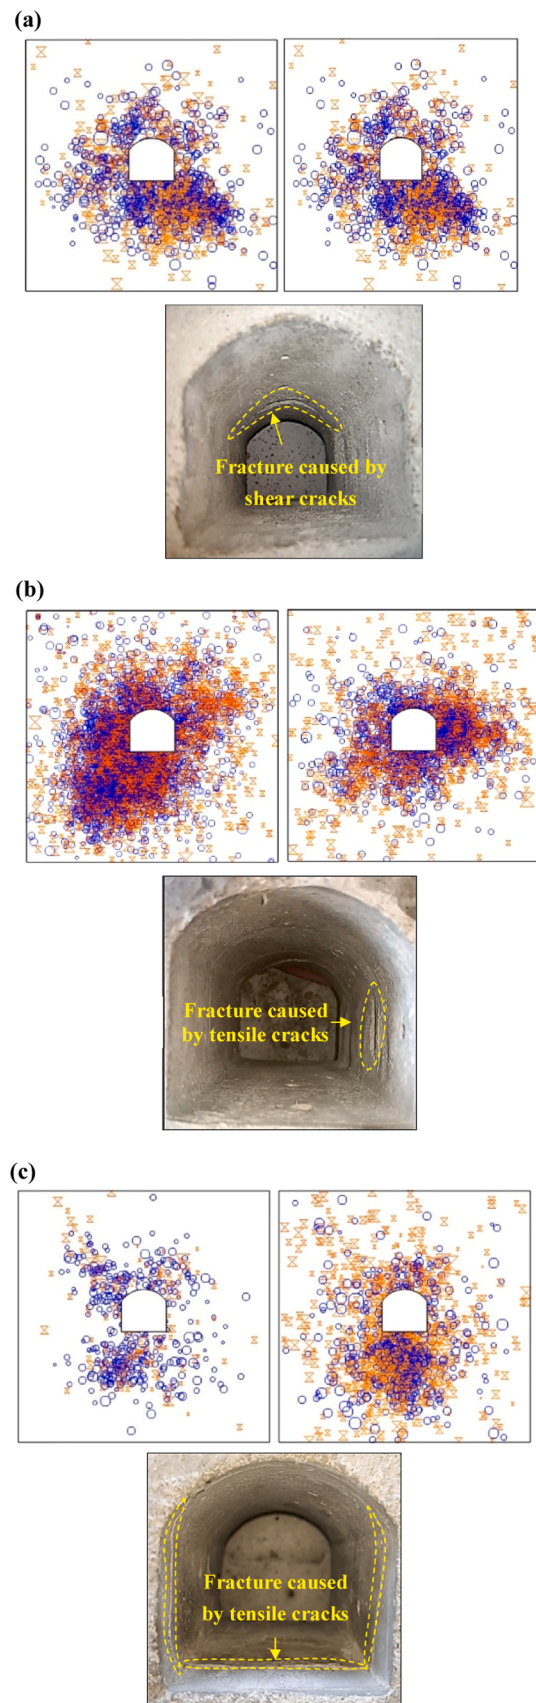 (a)
Fracture caused by
shear cracks
(b)
Fracture caused
by tensile cracks
(c)
Fracture caused
by tensile cracks